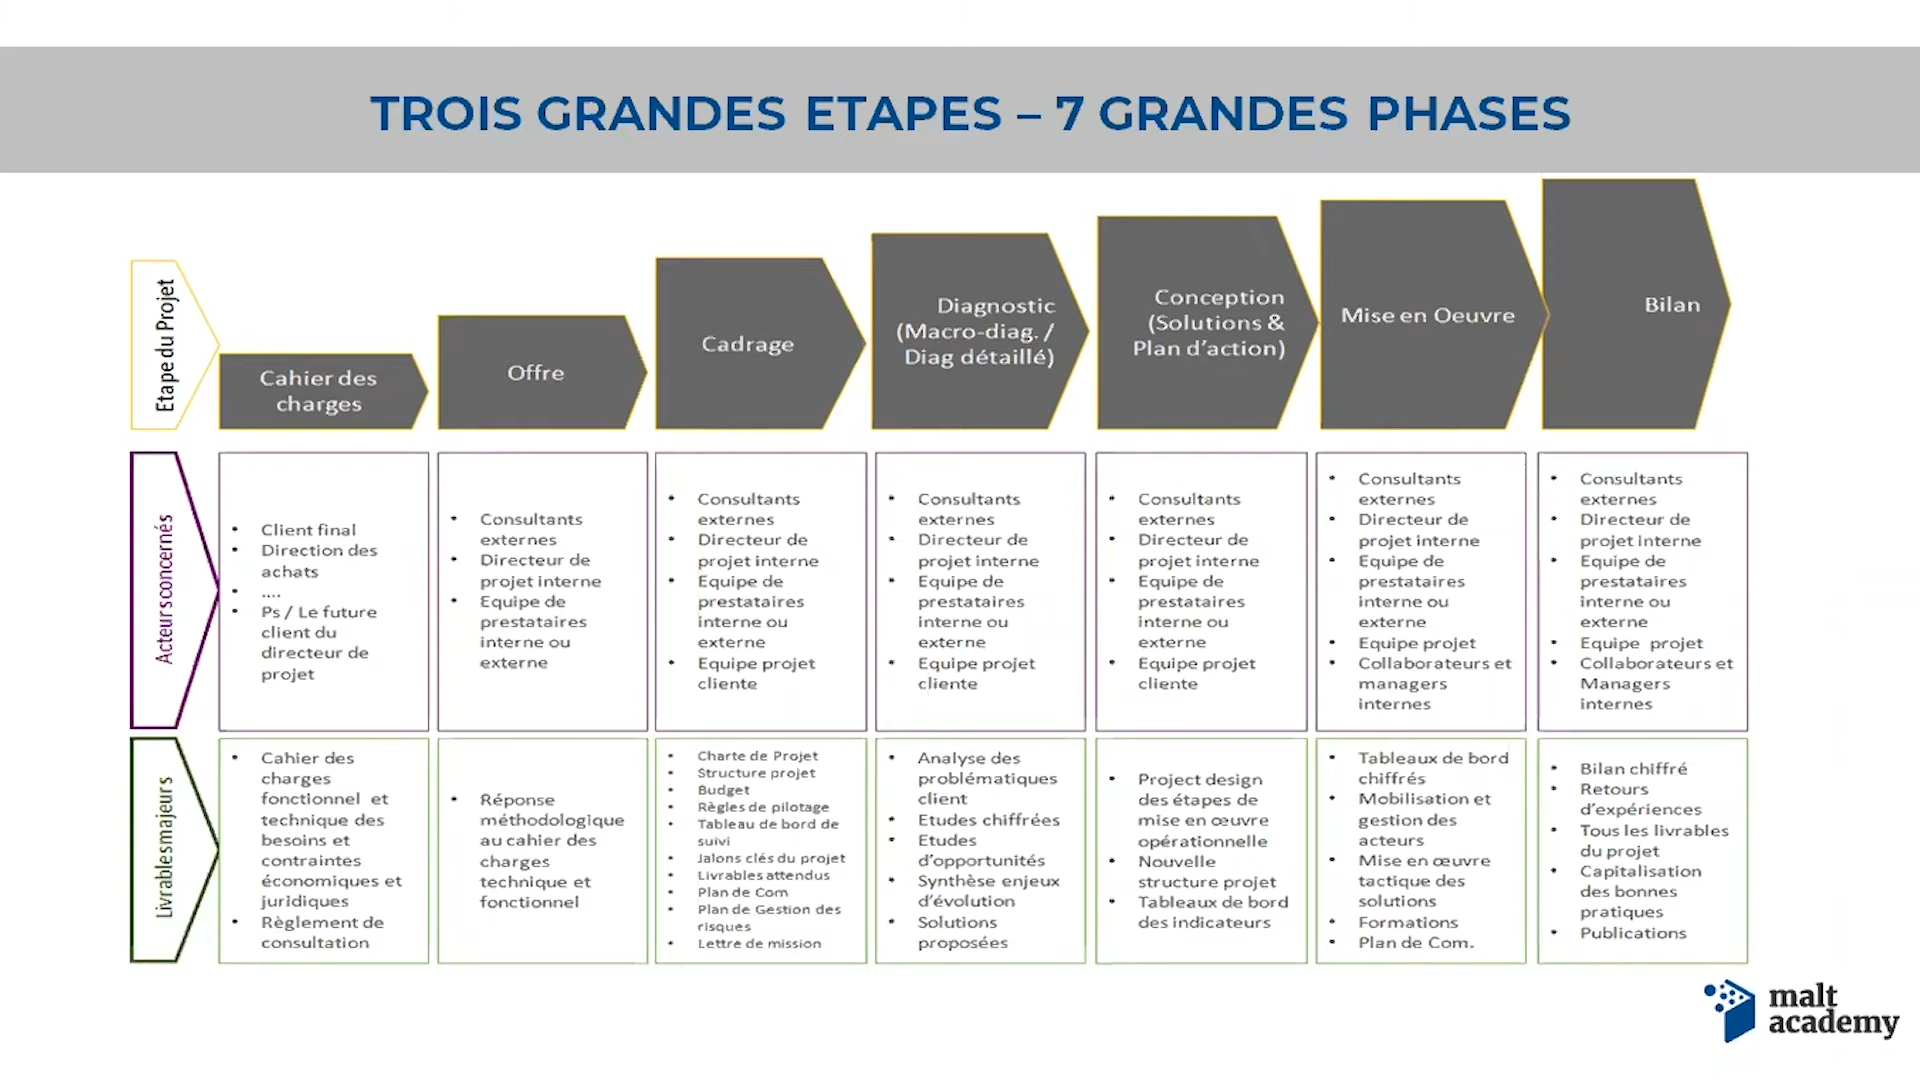 TROIS GRANDES ETAPES – 7 GRANDES PHASES
Etape du Projet
Cahier des
charges
Offre
Cadrage
Diagnostic
(Macro-diag. /
Diag détaillé)
Conception
(Solutions &
Plan d'action)
Mise en Oeuvre
Bilan
Acteurs concernés
• Client final
• Direction des
achats
• ....
• Ps / Le future
client du
directeur de
projet
• Consultants
externes
• Directeur de
projet interne
• Equipe de
prestataires
interne ou
externe
• Consultants
externes
• Directeur de
projet interne
• Equipe de
prestataires
interne ou
externe
• Equipe projet
cliente
• Consultants
externes
• Directeur de
projet interne
• Equipe de
prestataires
interne ou
externe
• Equipe projet
cliente
• Consultants
externes
• Directeur de
projet interne
• Equipe de
prestataires
interne ou
externe
• Equipe projet
cliente
• Consultants
externes
• Directeur de
projet interne
• Equipe de
prestataires
interne ou
externe
• Equipe projet
• Collaborateurs et
managers
internes
• Consultants
externes
• Directeur de
projet interne
• Equipe de
prestataires
interne ou
externe
• Equipe projet
• Collaborateurs et
Managers
internes
Livrables majeurs
• Cahier des
charges
fonctionnel et
technique des
besoins et
contraintes
économiques et
juridiques
• Règlement de
consultation
• Réponse
méthodologique
au cahier des
charges
technique et
fonctionnel
• Charte de Projet
• Structure projet
• Budget
• Règles de pilotage
• Tableau de bord de
suivi
• Jalons clés du projet
• Livrables attendus
• Plan de Com
• Plan de Gestion des
risques
• Lettre de mission
• Analyse des
problématiques
client
• Etudes chiffrées
• Etudes
d'opportunités
• Synthèse enjeux
d'évolution
• Solutions
proposées
• Project design
des étapes de
mise en œuvre
opérationnelle
• Nouvelle
structure projet
• Tableaux de bord
des indicateurs
• Tableaux de bord
chiffrés
• Mobilisation et
gestion des
acteurs
• Mise en œuvre
tactique des
solutions
• Formations
• Plan de Com.
• Bilan chiffré
• Retours
d'expériences
• Tous les livrables
du projet
• Capitalisation
des bonnes
pratiques
• Publications
malt
academy